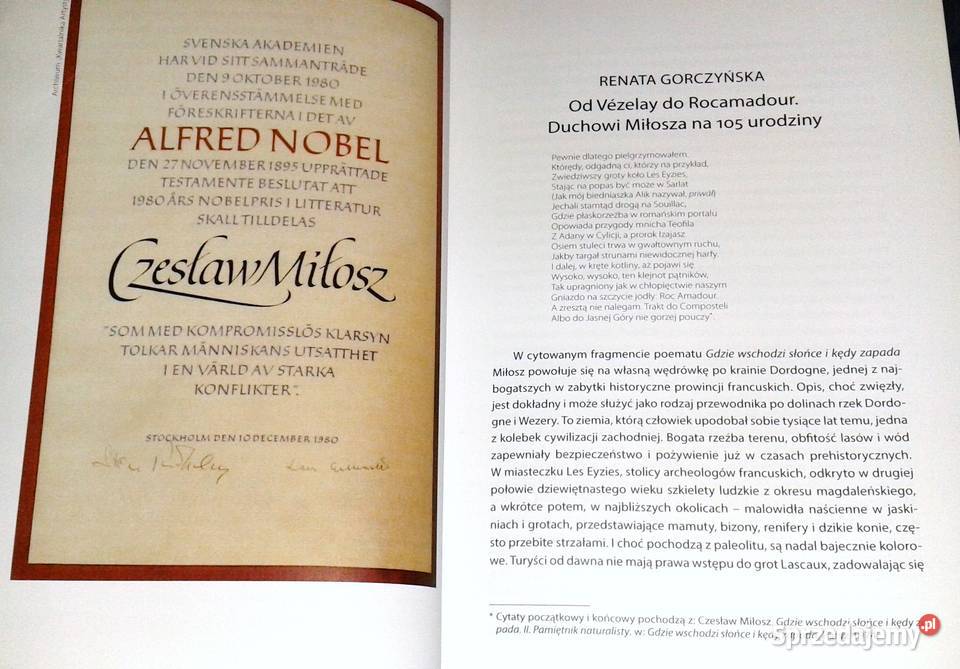 Archiwum „Kwartalnika Artysty
SVENSKA AKADEMIEN
HAR VID SITT SAMMANTRÄDE
DEN 9 OKTOBER 1980
I ÖVERENSSTÄMMELSE MED
FÖRESKRIFTERNA I DET AV
ALFRED NOBEL
DEN 27 NOVEMBER 1895 UPPRÄTTADE
TESTAMENTE BESLUTAT ATT
1980 ÅRS NOBELPRIS I LITTERATUR
SKALL TILLDELAS
Czesław Miłosz
"SOM MED KOMPROMISSLÖS KLARSYN
TOLKAR MÄNNISKANS UTSATTHET
I EN VÄRLD AV STARKA
KONFLIKTER".
STOCKHOLM DEN 10 DECEMBER 1980
RENATA GORCZYŃSKA
Od Vézelay do Rocamadour.
Duchowi Miłosza na 105 urodziny
Pewnie dlatego pielgrzymowałem,
Którędy, odgadną ci, którzy na przykład,
Zwiedziwszy groty koło Les Eyzies,
Stając na popas być może w Sarlat
(Jak mój biedniaszka Alik nazywał, priwał)
Jechali stamtąd drogą na Souillac,
Gdzie płaskorzeźba w romańskim portalu
Opowiada przygody mnicha Teofila
Z Adany w Cylicji, a prorok Izajasz
Osiem stuleci trwa w gwałtownym ruchu,
Jakby targał strunami niewidocznej harfy.
I dalej, w kręte kotliny, aż pojawi się
Wysoko, wysoko, ten klejnot pątników,
Tak upragniony jak w chłopięctwie naszym
Gniazdo na szczycie jodły: Roc Amadour.
A zresztą nie nalegam. Trakt do Composteli
Albo do Jasnej Góry nie gorzej pouczy*.
W cytowanym fragmencie poematu Gdzie wschodzi słońce i kędy zapada
Miłosz powołuje się na własną wędrówkę po krainie Dordogne, jednej z naj-
bogatszych w zabytki historyczne prowincji francuskich. Opis, choć zwięzły,
jest dokładny i może służyć jako rodzaj przewodnika po dolinach rzek Dordo-
gne i Wezery. To ziemia, którą człowiek upodobał sobie tysiące lat temu, jedna
z kolebek cywilizacji zachodniej. Bogata rzeźba terenu, obfitość lasów i wód
zapewniały bezpieczeństwo i pożywienie już w czasach prehistorycznych.
W miasteczku Les Eyzies, stolicy archeologów francuskich, odkryto w drugiej
połowie dziewiętnastego wieku szkielety ludzkie z okresu magdaleńskiego,
a wkrótce potem, w najbliższych okolicach – malowidła naścienne w jaski-
niach i grotach, przedstawiające mamuty, bizony, renifery i dzikie konie, czę-
sto przebite strzałami. I choć pochodzą z paleolitu, są nadal bajecznie koloro-
we. Turyści od dawna nie mają prawa wstępu do grot Lascaux, zadowalając się
* Cytaty początkowy i końcowy pochodzą z: Czesław Miłosz. Gdzie wschodzi słońce i kędy za
pada. II. Pamiętnik naturalisty. w: Gdzie wschodzi słońce i kędy
Sprzedajemy.pl